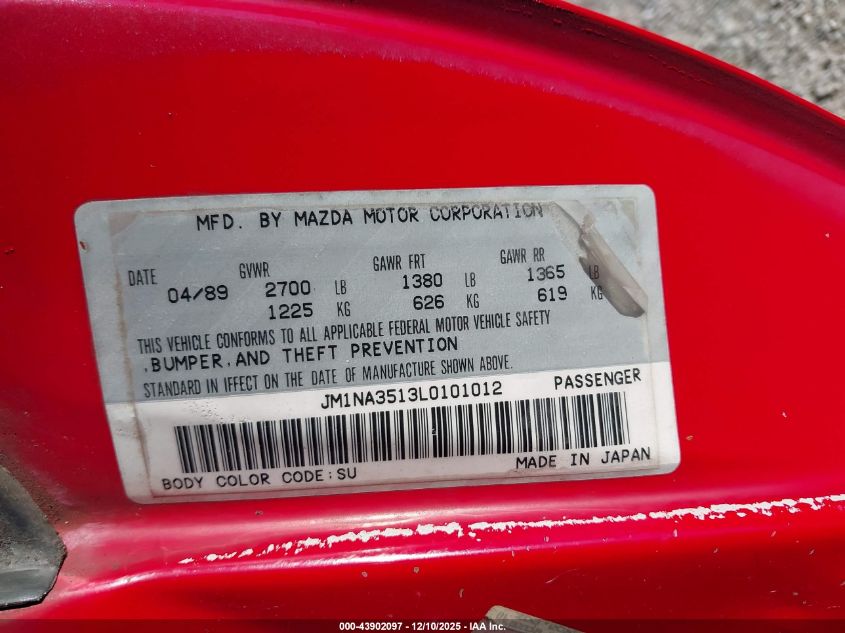 MFD. BY MAZDA MOTOR CORPORATION
DATE GVWR GAWR FRT GAWR RR
04/89 2700 LB 1380 LB 1365 LB
1225 KG 626 KG 619 KG
THIS VEHICLE CONFORMS TO ALL APPLICABLE FEDERAL MOTOR VEHICLE SAFETY
,BUMPER,AND THEFT PREVENTION
STANDARD IN IFFECT ON THE DATE OF MANUFACTURE SHOWN ABOVE.
JM1NA3513L0101012 PASSENGER
BODY COLOR CODE:SU MADE IN JAPAN
000-43902097 - 12/10/2025 - IAA Inc.